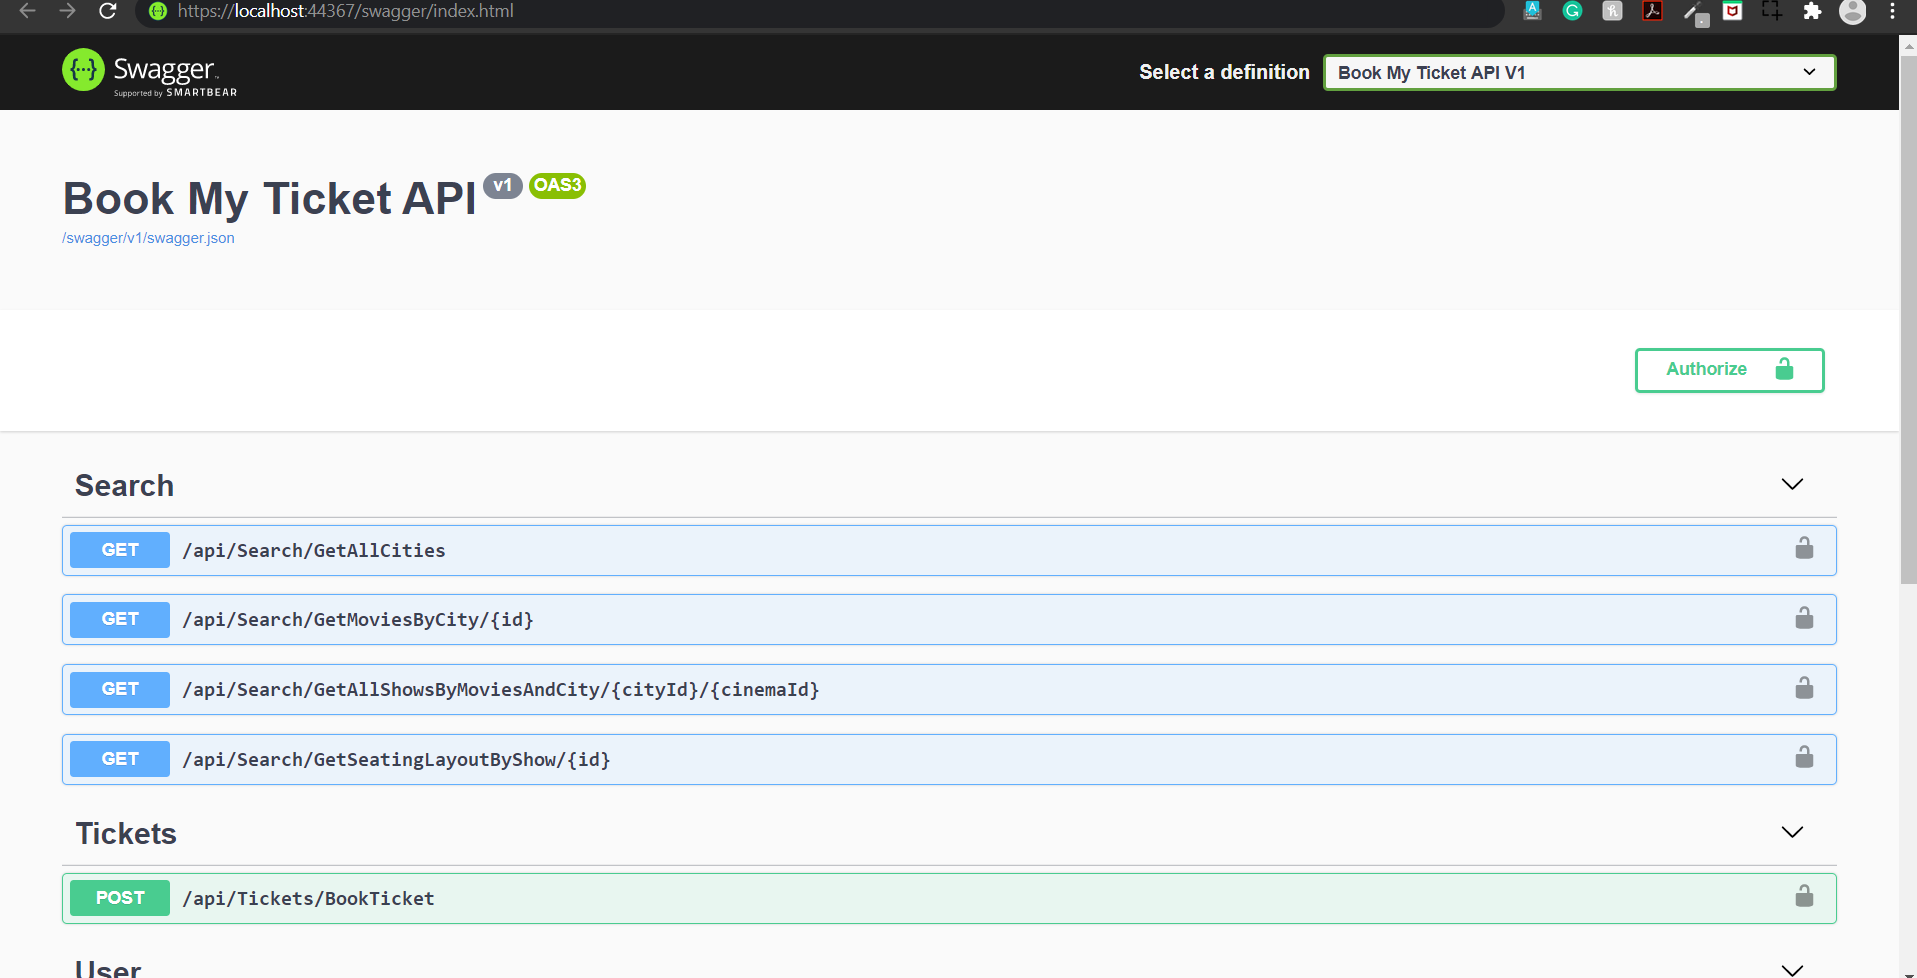 https://localhost:44367/swagger/index.html
Swagger
Supported by SMARTBEAR
Select a definition
Book My Ticket API V1
Book My Ticket API v1 OAS3
/swagger/v1/swagger.json
Authorize
Search
GET /api/Search/GetAllCities
GET /api/Search/GetMoviesByCity/{id}
GET /api/Search/GetAllShowsByMoviesAndCity/{cityId}/{cinemaId}
GET /api/Search/GetSeatingLayoutByShow/{id}
Tickets
POST /api/Tickets/BookTicket
User